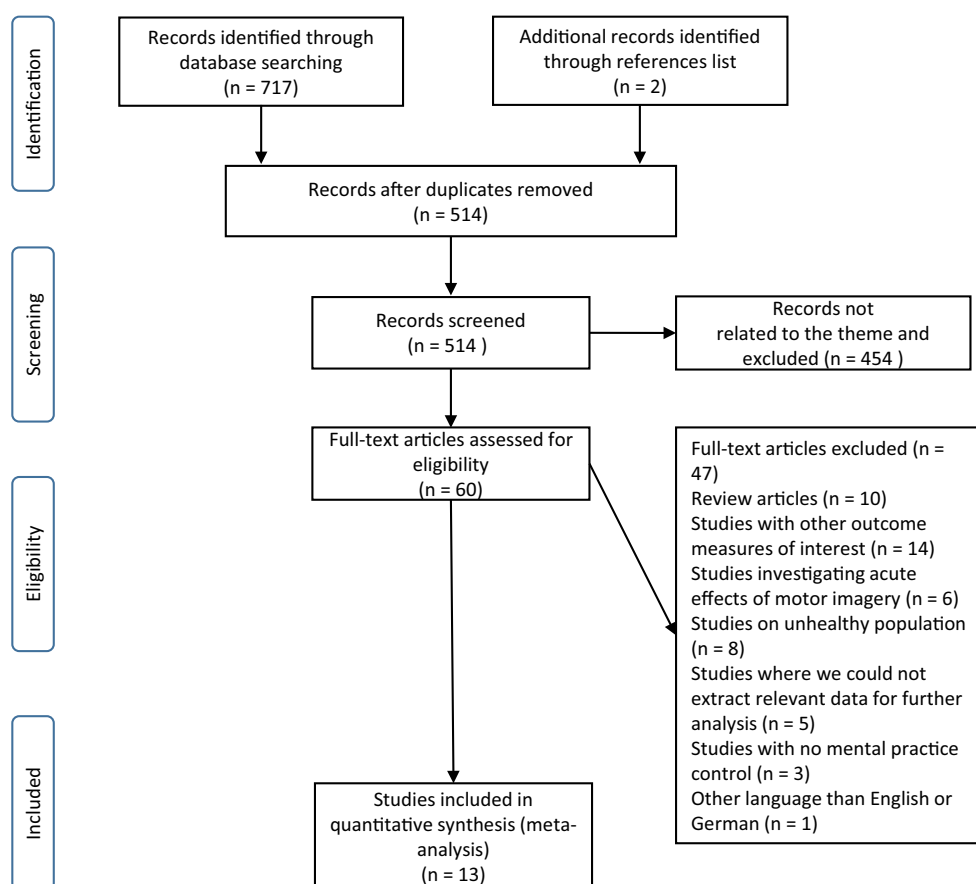 Identification
Records identified through
database searching
(n = 717)
Additional records identified
through references list
(n = 2)
Records after duplicates removed
(n = 514)
Screening
Records screened
(n = 514 )
Records not
related to the theme and
excluded (n = 454 )
Eligibility
Full-text articles assessed for
eligibility
(n = 60)
Full-text articles excluded (n =
47)
Review articles (n = 10)
Studies with other outcome
measures of interest (n = 14)
Studies investigating acute
effects of motor imagery (n = 6)
Studies on unhealthy population
(n = 8)
Studies where we could not
extract relevant data for further
analysis (n = 5)
Studies with no mental practice
control (n = 3)
Other language than English or
German (n = 1)
Included
Studies included in
quantitative synthesis (meta-
analysis)
(n = 13)